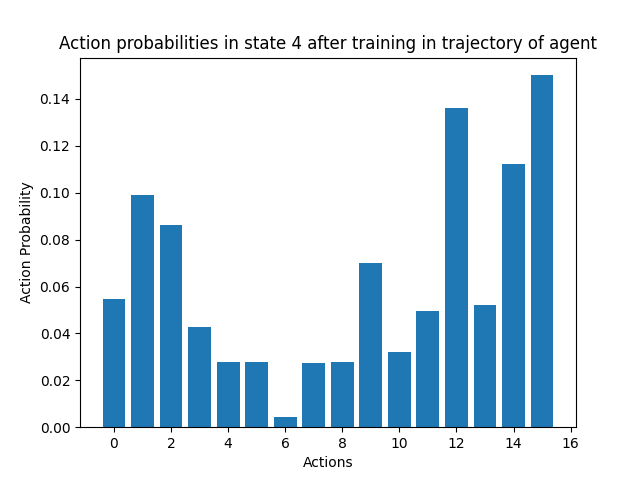 Action probabilities in state 4 after training in trajectory of agent
0.14
0.12
0.10
0.08
0.06
0.04
0.02
0.00
Action Probability
0 2 4 6 8 10 12 14 16
Actions